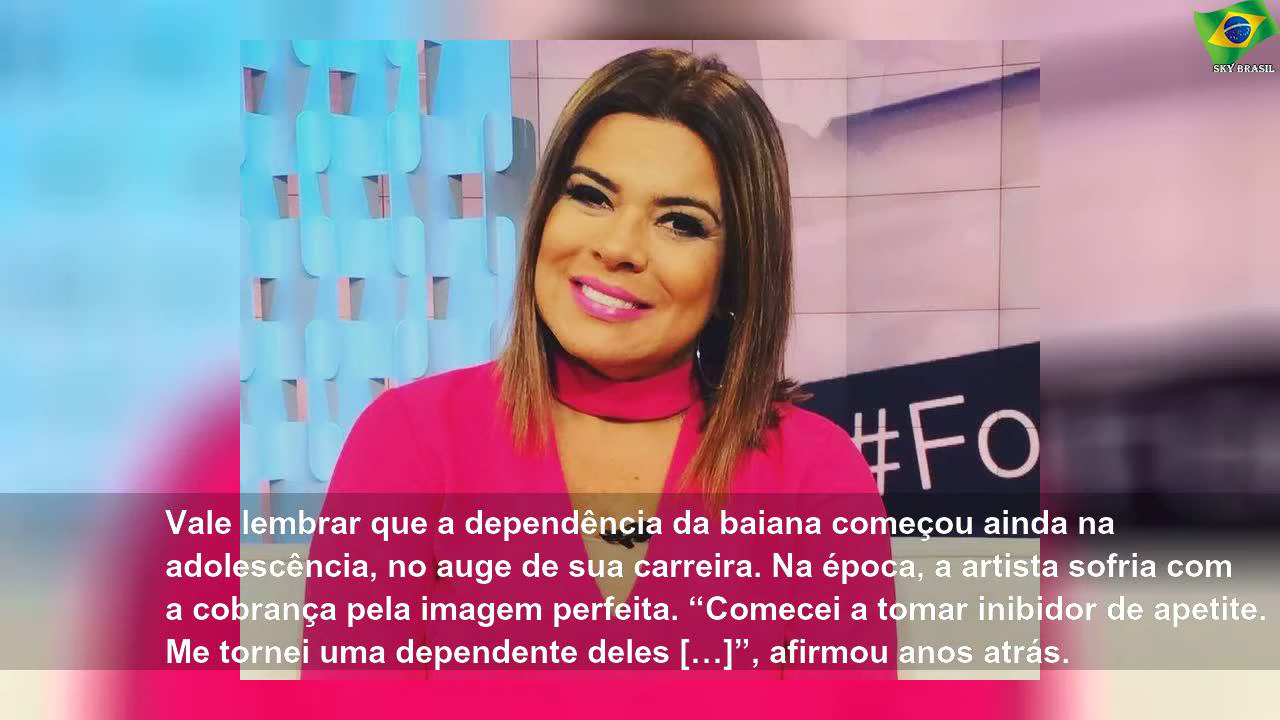 SKY BRASIL
#Fo
Vale lembrar que a dependência da baiana começou ainda na
adolescência, no auge de sua carreira. Na época, a artista sofria com
a cobrança pela imagem perfeita. “Comecei a tomar inibidor de apetite.
Me tornei uma dependente deles [...]”, afirmou anos atrás.